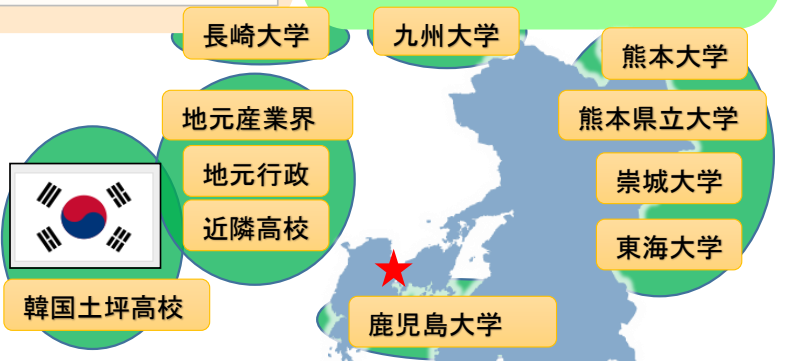 長崎大学
九州大学
熊本大学
地元産業界
熊本県立大学
地元行政
崇城大学
近隣高校
東海大学
韓国土坪高校
鹿児島大学